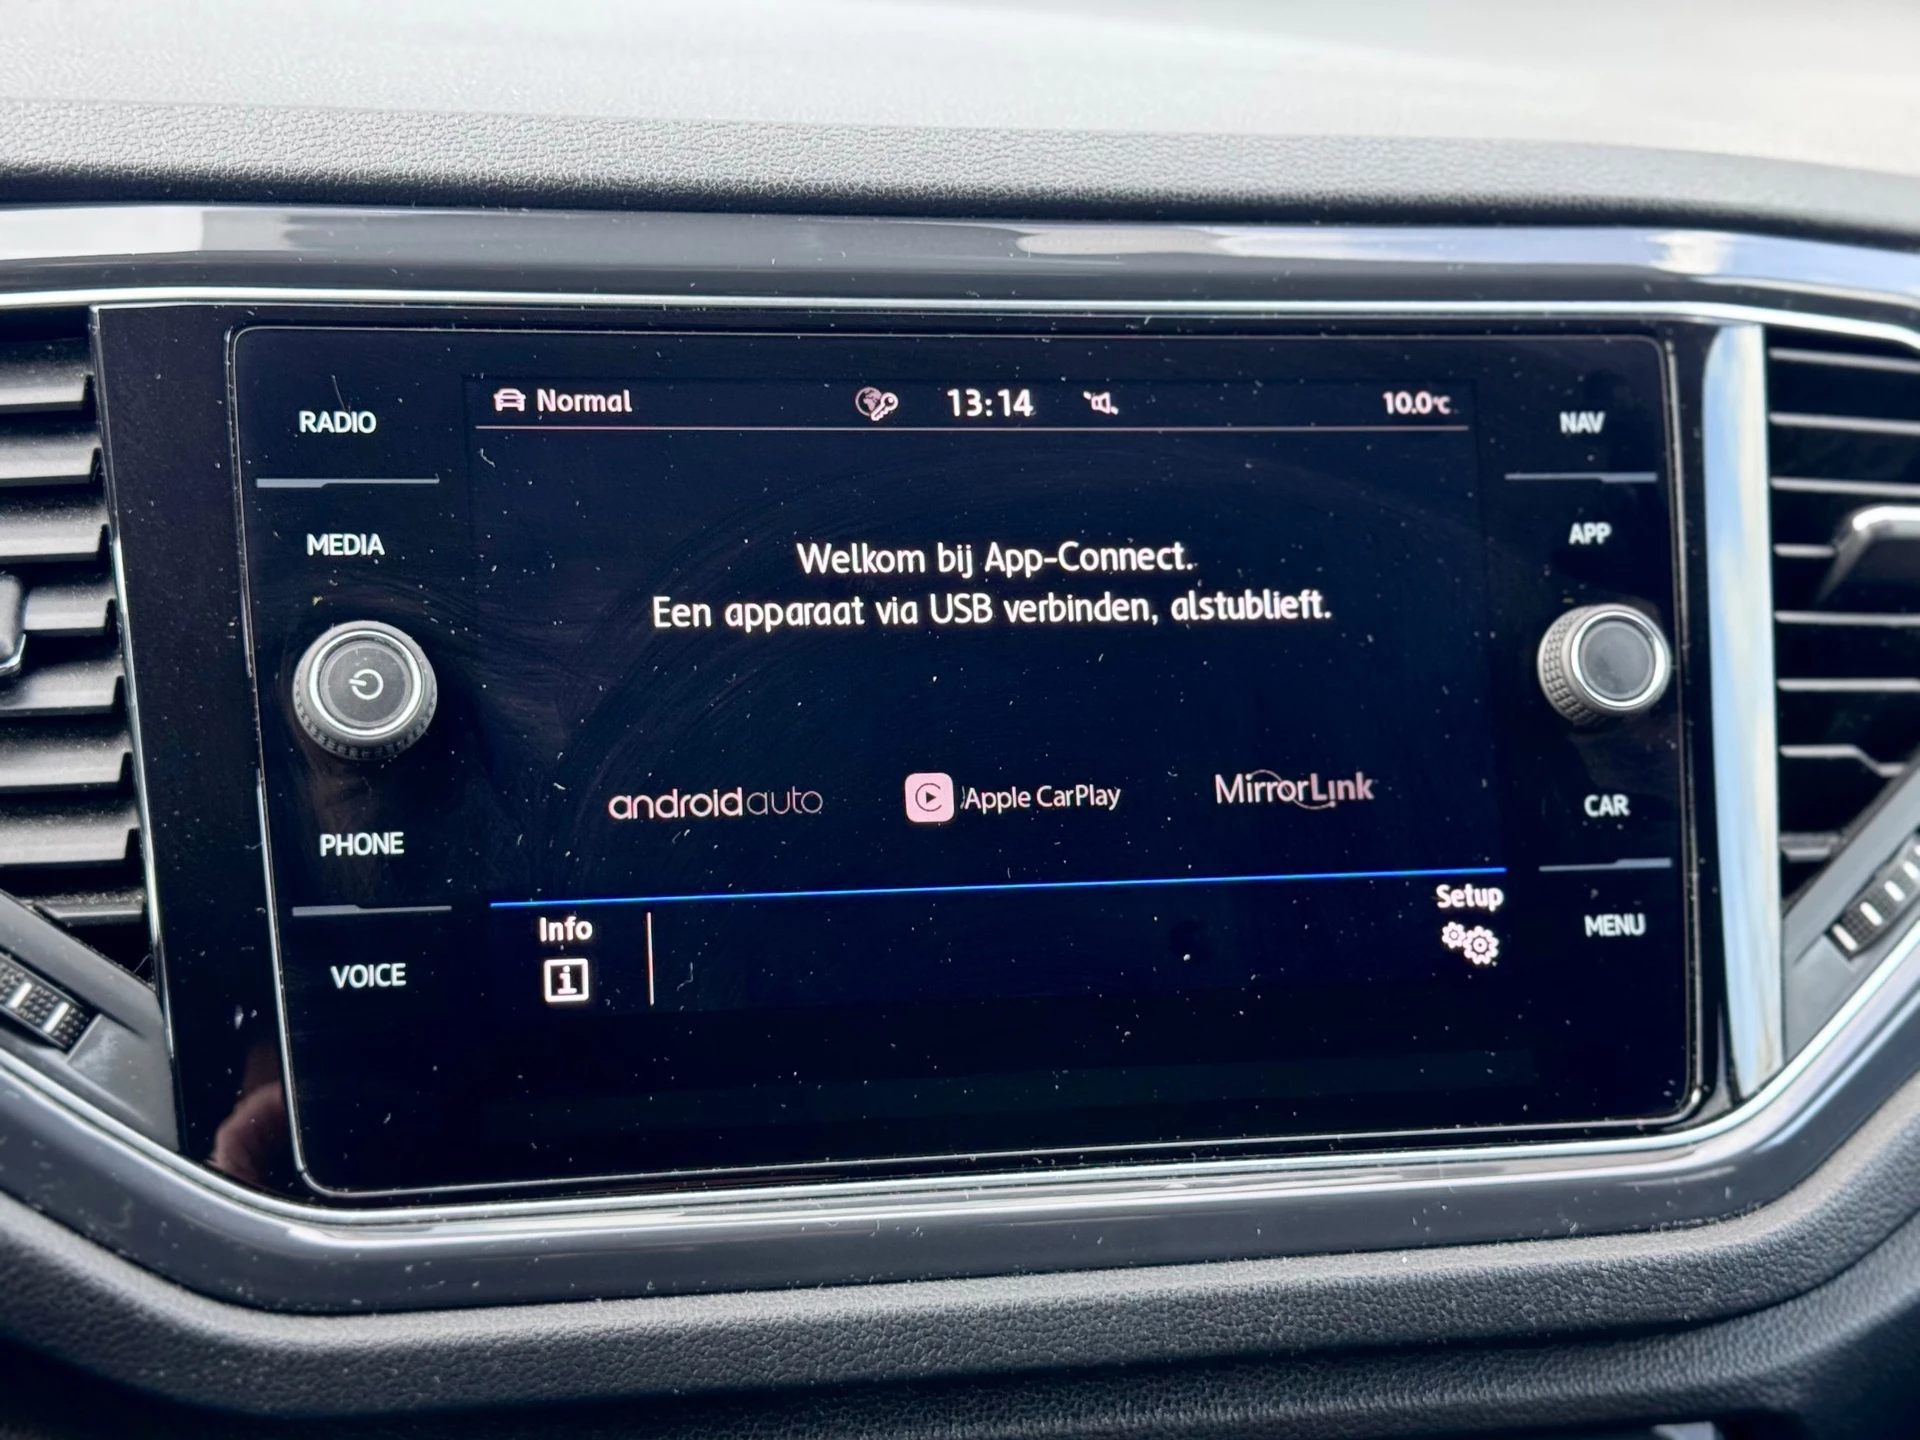 Normal 13:14 10.0°C
RADIO
NAV
MEDIA
APP
Welkom bij App-Connect.
Een apparaat via USB verbinden, alstublieft.
androidauto
Apple CarPlay
MirrorLink
PHONE
CAR
VOICE
MENU
Info
i
Setup